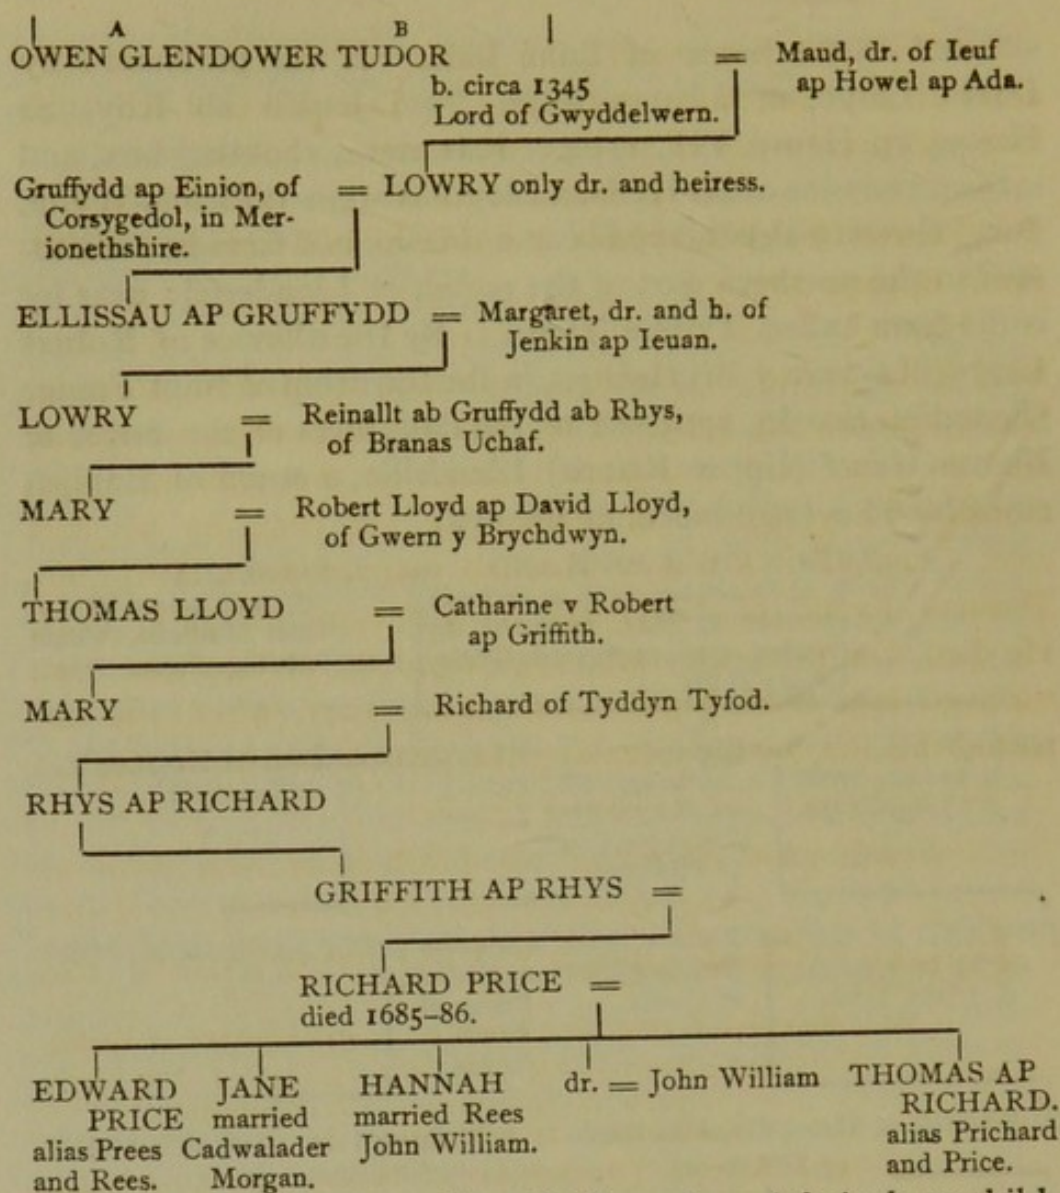 A B
OWEN GLENDOWER TUDOR = Maud, dr. of Ieuf
b. circa 1345 ap Howel ap Ada.
Lord of Gwyddelwern.
Gruffydd ap Einion, of = LOWRY only dr. and heiress.
Corsygedol, in Mer-
ionethshire.
ELLISSAU AP GRUFFYDD = Margaret, dr. and h. of
Jenkin ap Ieuan.
LOWRY = Reinallt ab Gruffydd ab Rhys,
of Branas Uchaf.
MARY = Robert Lloyd ap David Lloyd,
of Gwern y Brychdwyn.
THOMAS LLOYD = Catharine v Robert
ap Griffith.
MARY = Richard of Tyddyn Tyfod.
RHYS AP RICHARD
GRIFFITH AP RHYS =
RICHARD PRICE =
died 1685–86.
EDWARD
PRICE
alias Prees
and Rees.
JANE
married
Cadwalader
Morgan.
HANNAH
married Rees
John William.
dr. = John William
THOMAS AP
RICHARD.
alias Prichard
and Price.